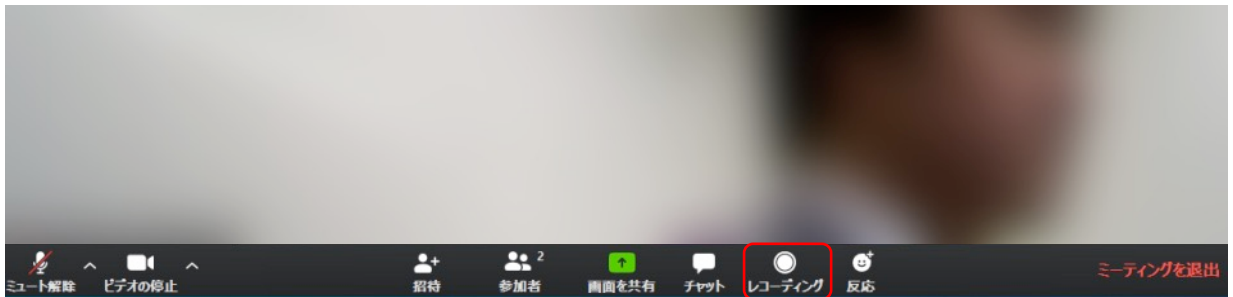 ミュート解除 ビデオの停止 招待 参加者 2 画面を共有 チャット レコーディング 反応 ミーティングを退出